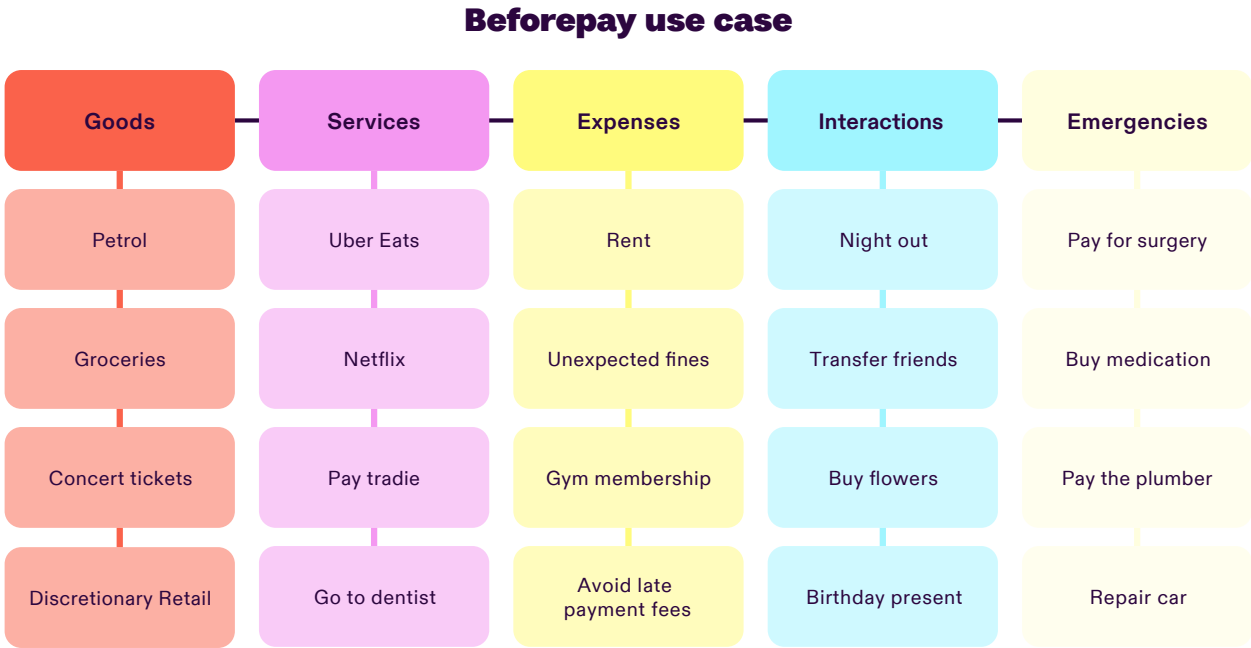 Beforepay use case
Goods
Services
Expenses
Interactions
Emergencies
Petrol
Uber Eats
Rent
Night out
Pay for surgery
Groceries
Netflix
Unexpected fines
Transfer friends
Buy medication
Concert tickets
Pay tradie
Gym membership
Buy flowers
Pay the plumber
Discretionary Retail
Go to dentist
Avoid late
payment fees
Birthday present
Repair car